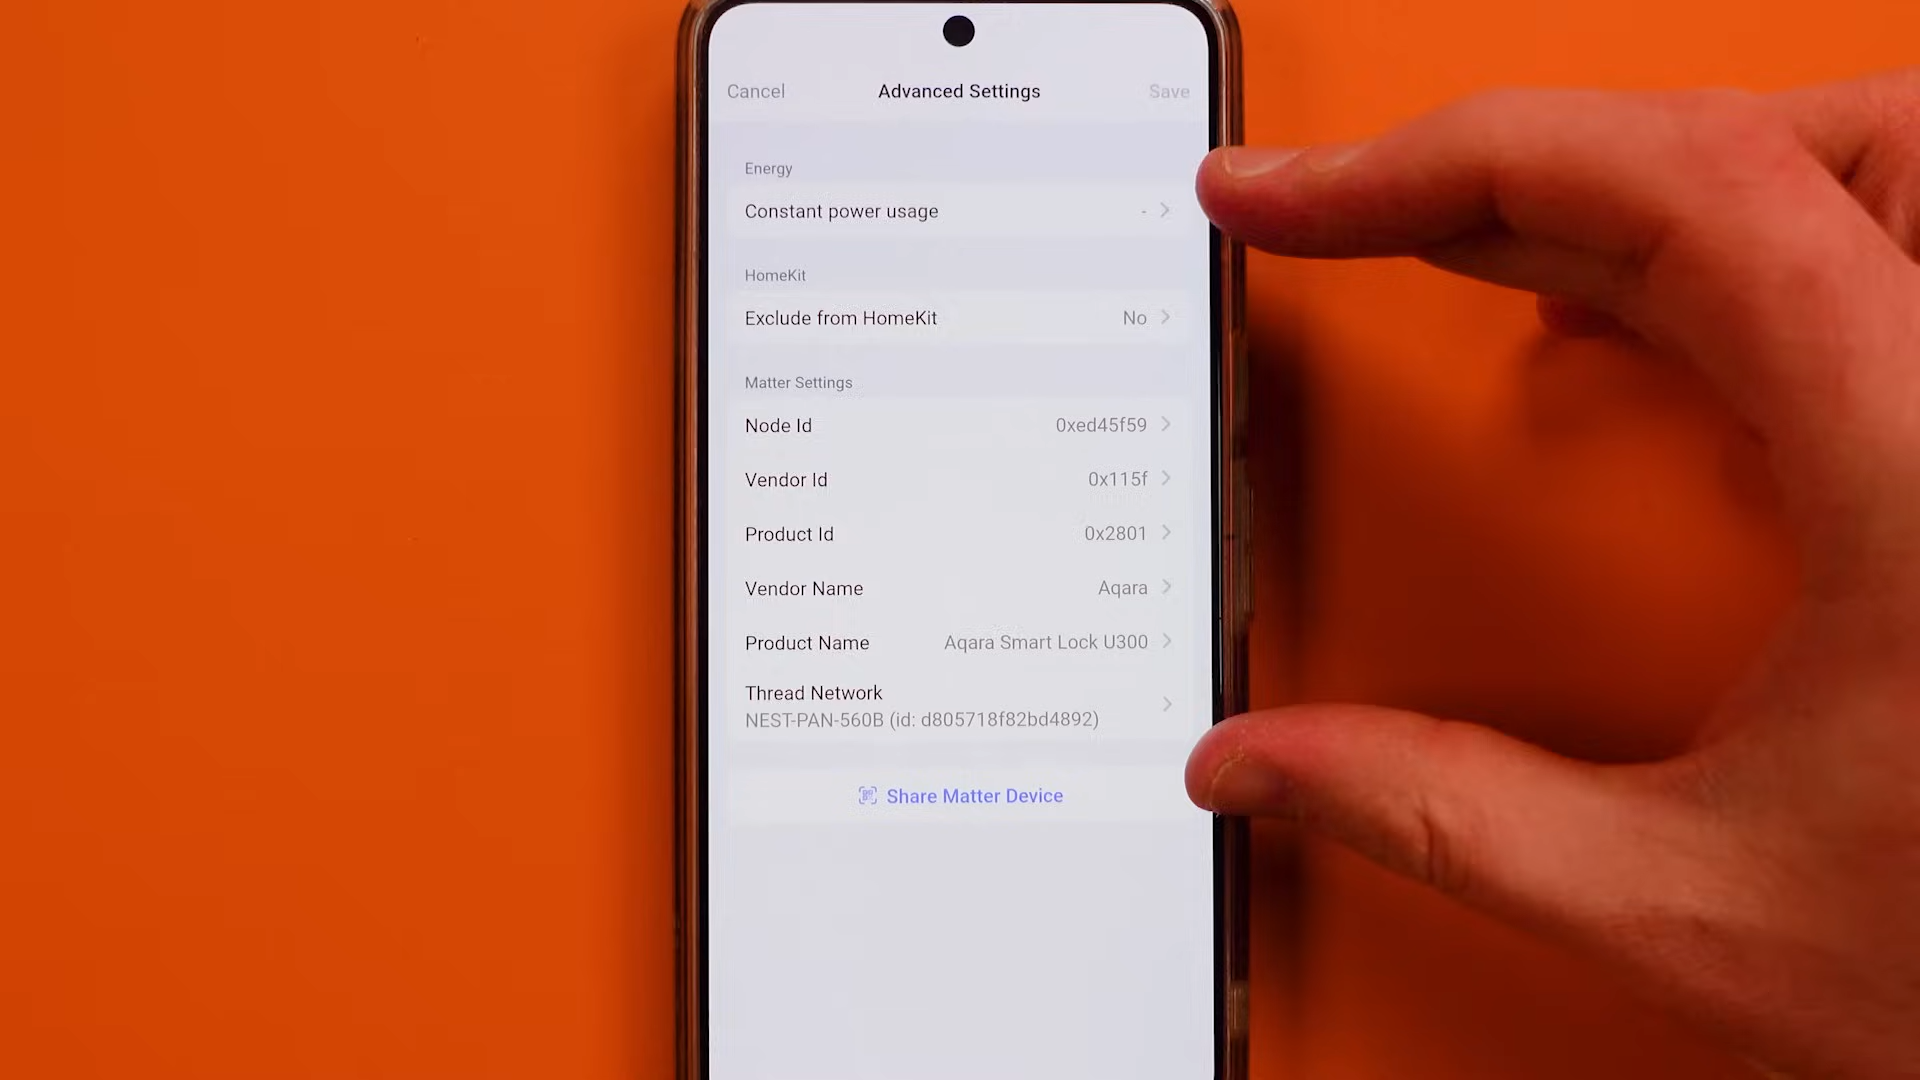 Cancel Advanced Settings Save
Energy
Constant power usage -
HomeKit
Exclude from HomeKit No
Matter Settings
Node Id 0xed45f59
Vendor Id 0x115f
Product Id 0x2801
Vendor Name Aqara
Product Name Aqara Smart Lock U300
Thread Network
NEST-PAN-560B (id: d805718f82bd4892)
Share Matter Device